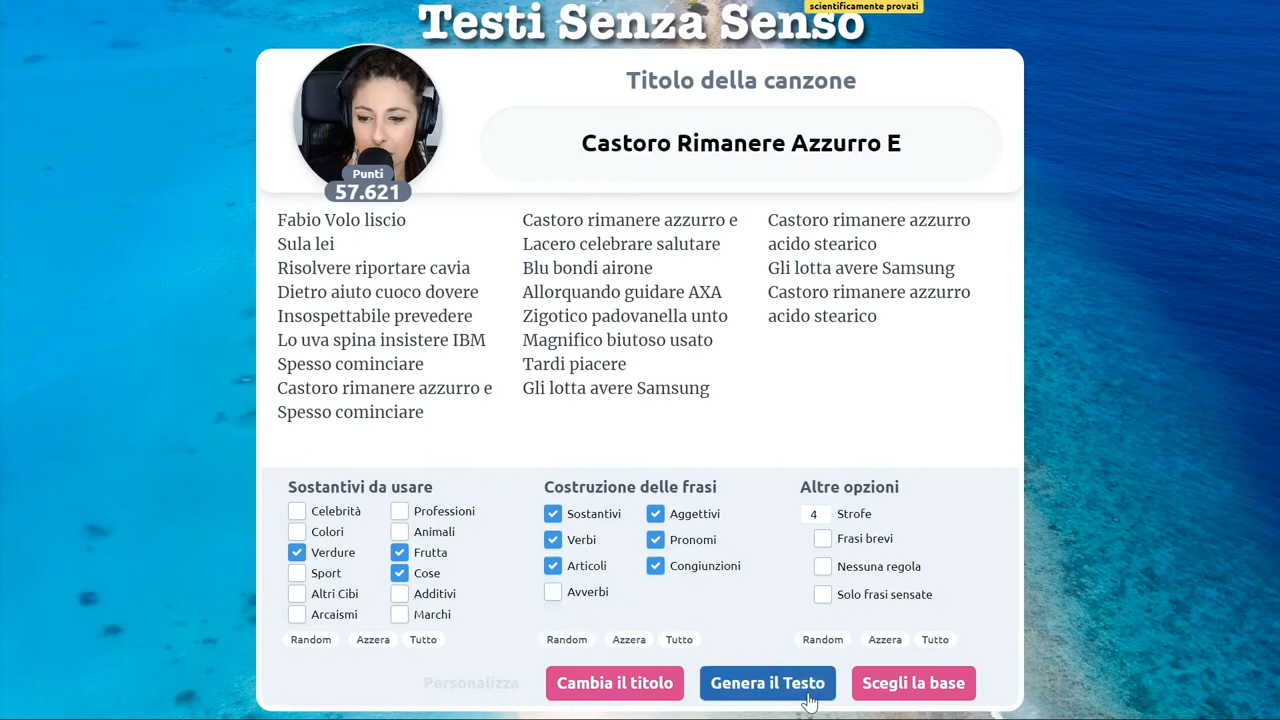 scientificamente provati
Testi Senza Senso
Titolo della canzone
Castoro Rimanere Azzurro E
Punti
57.621
Fabio Volo liscio
Sula lei
Risolvere riportare cavia
Dietro aiuto cuoco dovere
Insospettabile prevedere
Lo uva spina insistere IBM
Spesso cominciare
Castoro rimanere azzurro e
Spesso cominciare
Castoro rimanere azzurro e
Lacero celebrare salutare
Blu bondi airone
Allorquando guidare AXA
Zigotico padovanella unto
Magnifico biutoso usato
Tardi piacere
Gli lotta avere Samsung
Castoro rimanere azzurro
acido stearico
Gli lotta avere Samsung
Castoro rimanere azzurro
acido stearico
Sostantivi da usare
Celebrità
Professioni
Colori
Animali
Verdure
Frutta
Sport
Cose
Altri Cibi
Additivi
Arcaismi
Marchi
Random
Azzera
Tutto
Costruzione delle frasi
Sostantivi
Aggettivi
Verbi
Pronomi
Articoli
Congiunzioni
Avverbi
Random
Azzera
Tutto
Altre opzioni
4 Strofe
Frasi brevi
Nessuna regola
Solo frasi sensate
Random
Azzera
Tutto
Personalizza
Cambia il titolo
Genera il Testo
Scegli la base